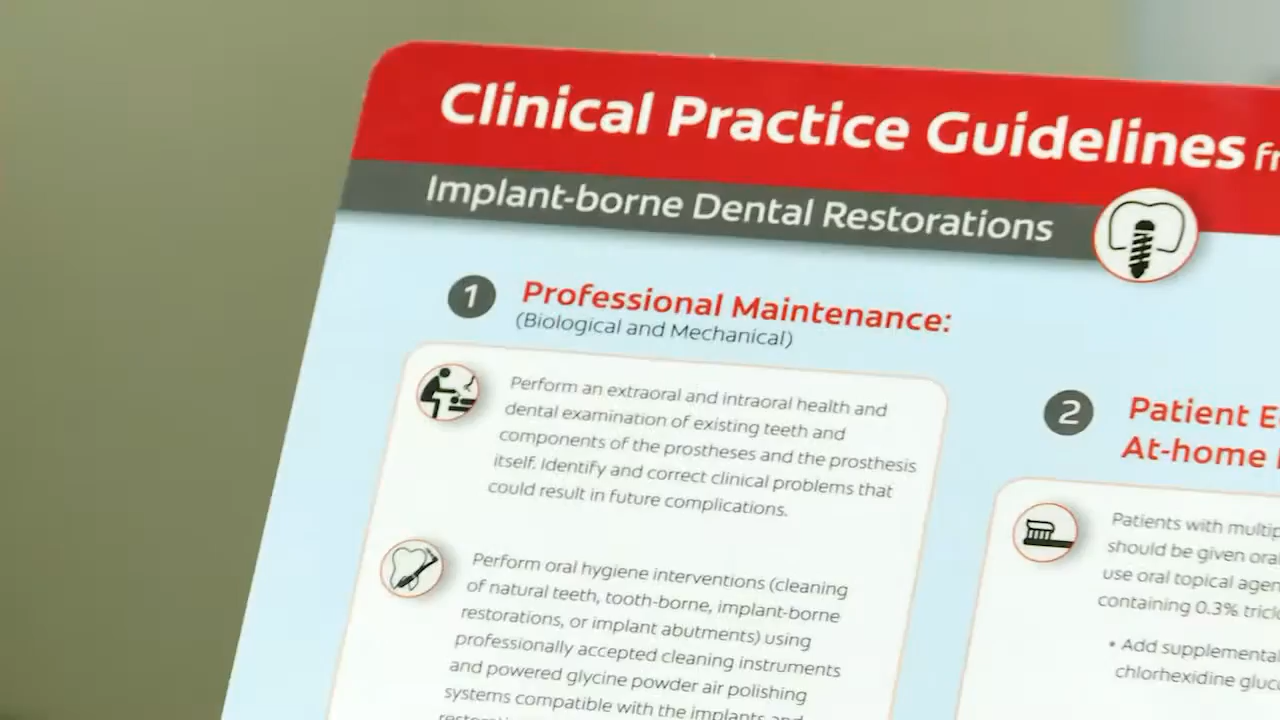 Clinical Practice Guidelines
Implant-borne Dental Restorations
1 Professional Maintenance:
(Biological and Mechanical)
Perform an extraoral and intraoral health and
dental examination of existing teeth and
components of the prostheses and the prosthesis
itself. Identify and correct clinical problems that
could result in future complications.
Perform oral hygiene interventions (cleaning
of natural teeth, tooth-borne, implant-borne
restorations, or implant abutments) using
professionally accepted cleaning instruments
and powered glycine powder air polishing
systems compatible with the implants and
2 Patient
At-home
Patients with
should be given
use oral topical
containing 0.3%
• Add supplemental
chlorhexidine